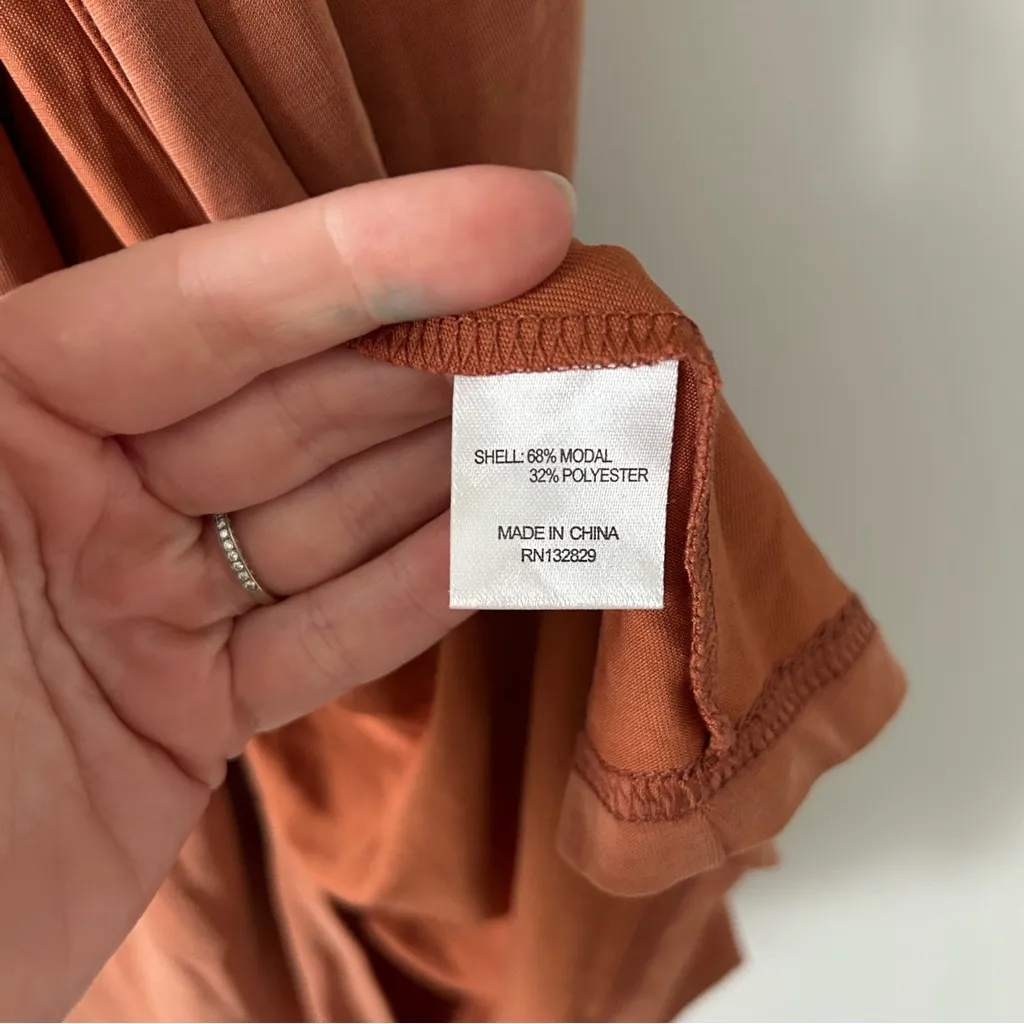 SHELL: 68% MODAL
32% POLYESTER
MADE IN CHINA
RN132829